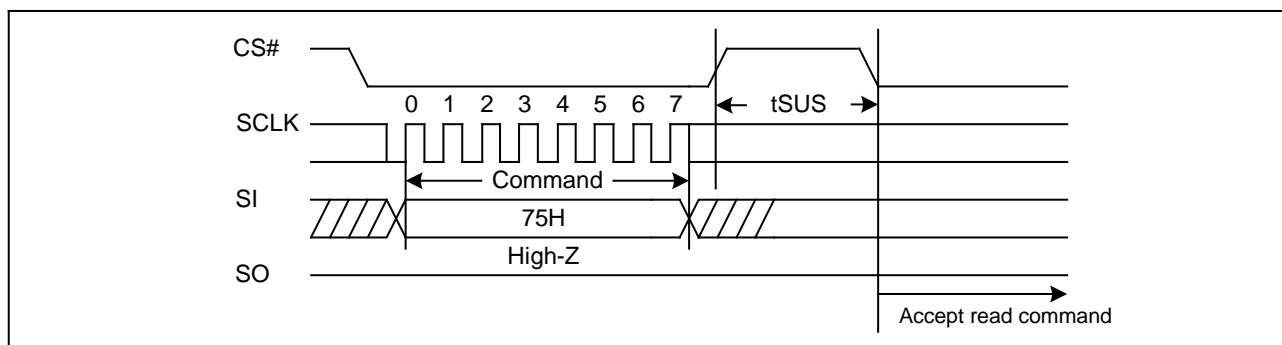 CS#
tSUS
0 1 2 3 4 5 6 7
SCLK
Command
SI
75H
High-Z
SO
Accept read command